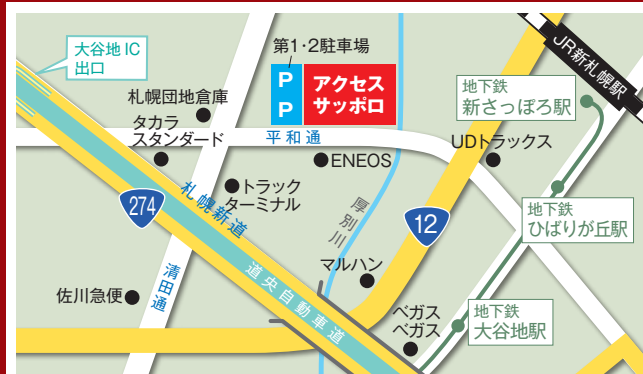 大谷地IC
出口
第1・2駐車場
P
P
アクセス
サッポロ
JR新札幌駅
地下鉄
新さっぽろ駅
札幌団地倉庫
タカラ
スタンダード
平和通
UDトラックス
ENEOS
トラック
ターミナル
274
札幌新道
厚別川
12
地下鉄
ひばりが丘駅
清田通
道央自動車道
マルハン
佐川急便
ベガス
ベガス
地下鉄
大谷地駅